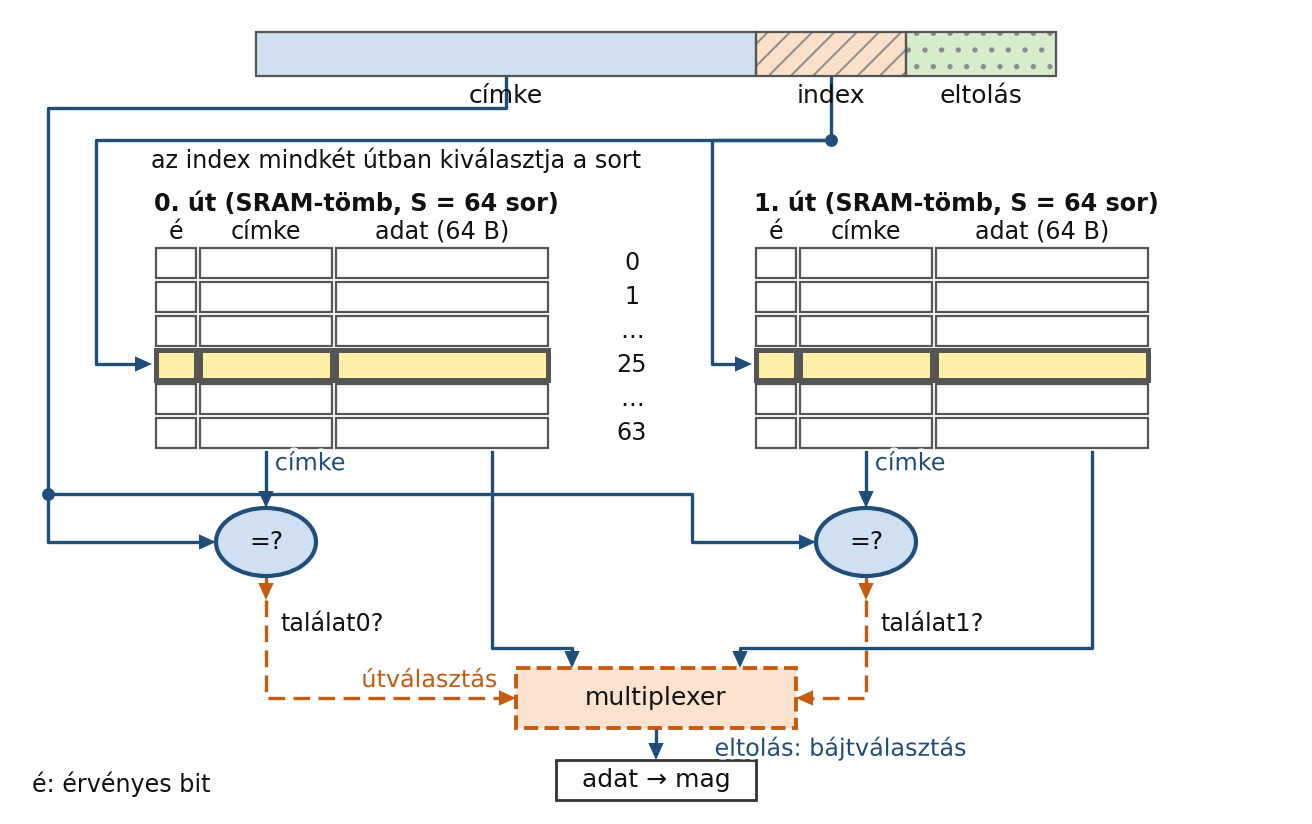 címke index eltolás
az index mindkét útban kiválasztja a sort
0. út (SRAM-tömb, S = 64 sor) 1. út (SRAM-tömb, S = 64 sor)
é címke adat (64 B) é címke adat (64 B)
0
1
...
25
...
63
címke címke
=? =?
találat0? találat1?
útválasztás
multiplexer
eltolás: bájtválasztás
adat → mag
é: érvényes bit